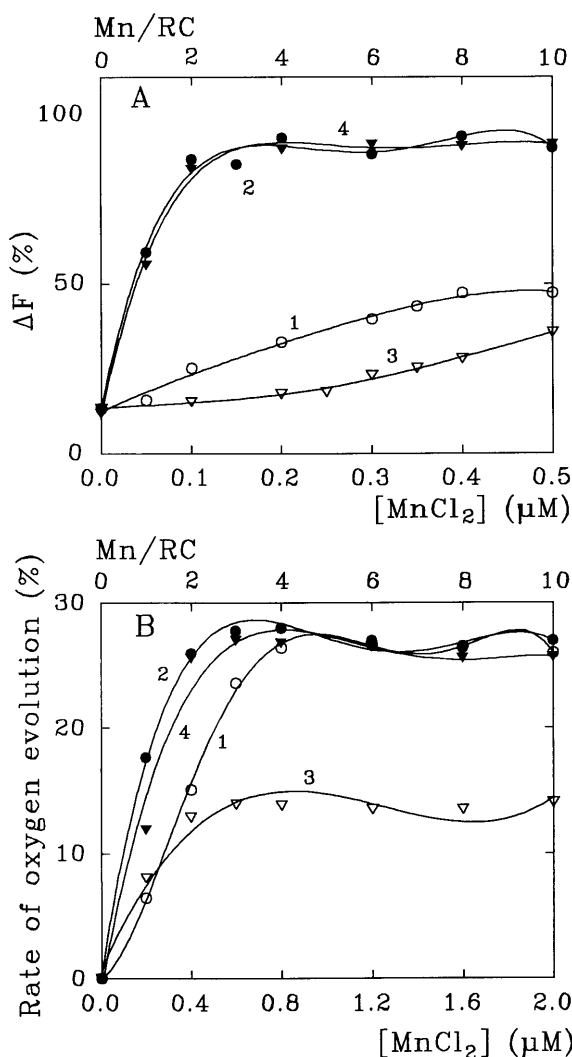 Mn/RC
0 2 4 6 8 10
A
100
50
0
ΔF (%)
4
2
1
3
0.0 0.1 0.2 0.3 0.4 0.5
[MnCl₂] (μM)
Mn/RC
0 2 4 6 8 10
B
30
20
10
0
Rate of oxygen evolution (%)
2
4
1
3
0.0 0.4 0.8 1.2 1.6 2.0
[MnCl₂] (μM)